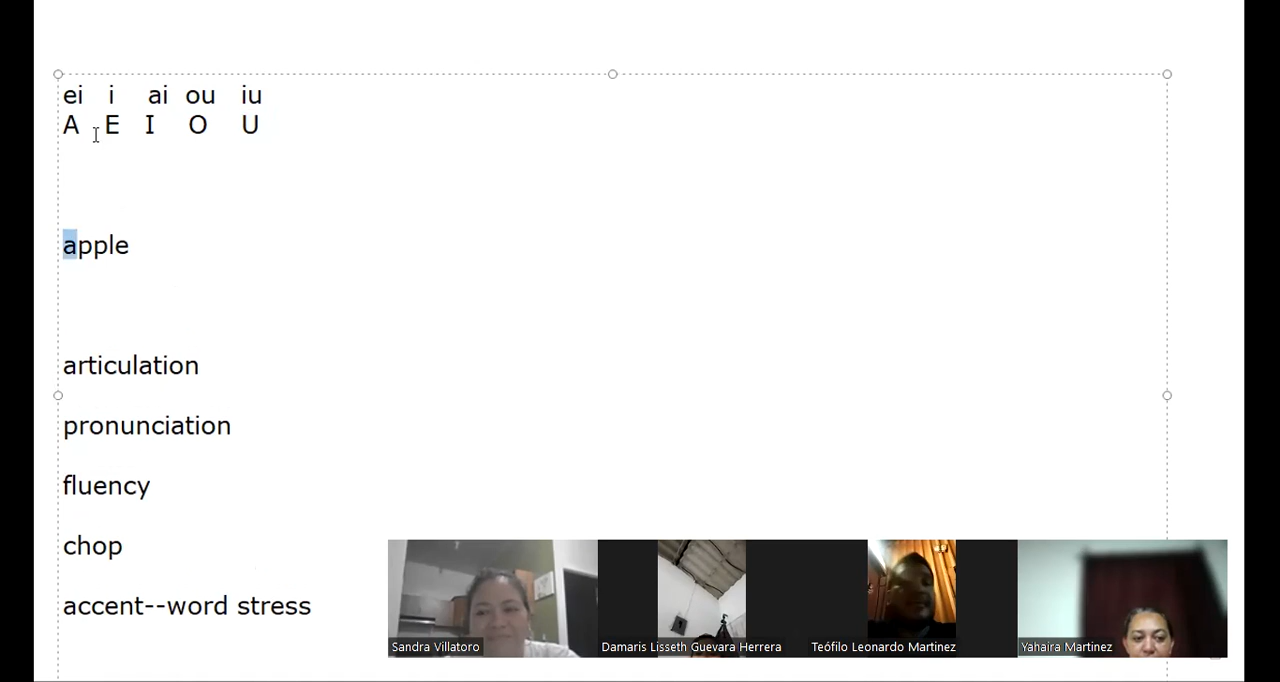 ei i ai ou iu
A E I O U
apple
articulation
pronunciation
fluency
chop
accent--word stress
Sandra Villatoro
Damaris Lisseth Guevara Herrera
Teófilo Leonardo Martinez
Yahaira Martinez